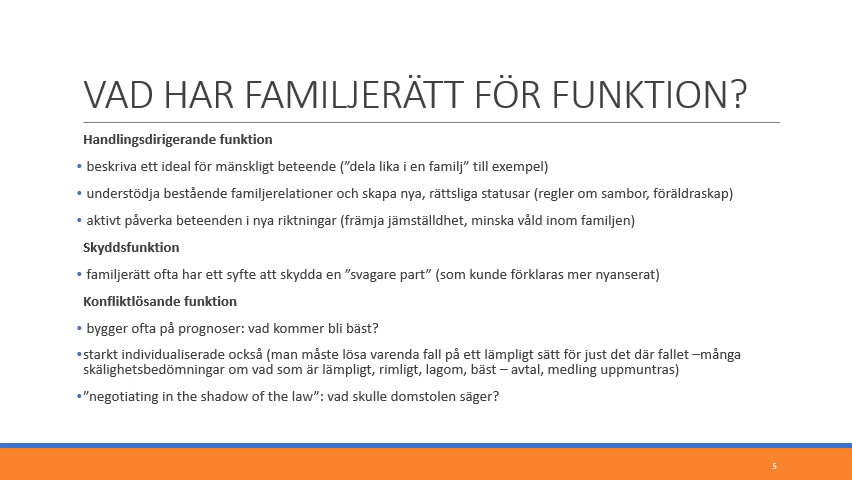 VAD HAR FAMILJERÄTT FÖR FUNKTION?
Handlingsdirigerande funktion
• beskriva ett ideal för mänskligt beteende (”dela lika i en familj” till exempel)
• understödja bestående familjerelationer och skapa nya, rättsliga statusar (regler om sambor, föräldraskap)
• aktivt påverka beteenden i nya riktningar (främja jämställdhet, minska våld inom familjen)
Skyddsfunktion
• familjerätt ofta har ett syfte att skydda en ”svagare part” (som kunde förklaras mer nyanserat)
Konfliktlösande funktion
• bygger ofta på prognoser: vad kommer bli bäst?
•starkt individualiserade också (man måste lösa varenda fall på ett lämpligt sätt för just det där fallet –många
skälighetsbedömningar om vad som är lämpligt, rimligt, lagom, bäst – avtal, medling uppmuntras)
•”negotiating in the shadow of the law”: vad skulle domstolen säger?
5